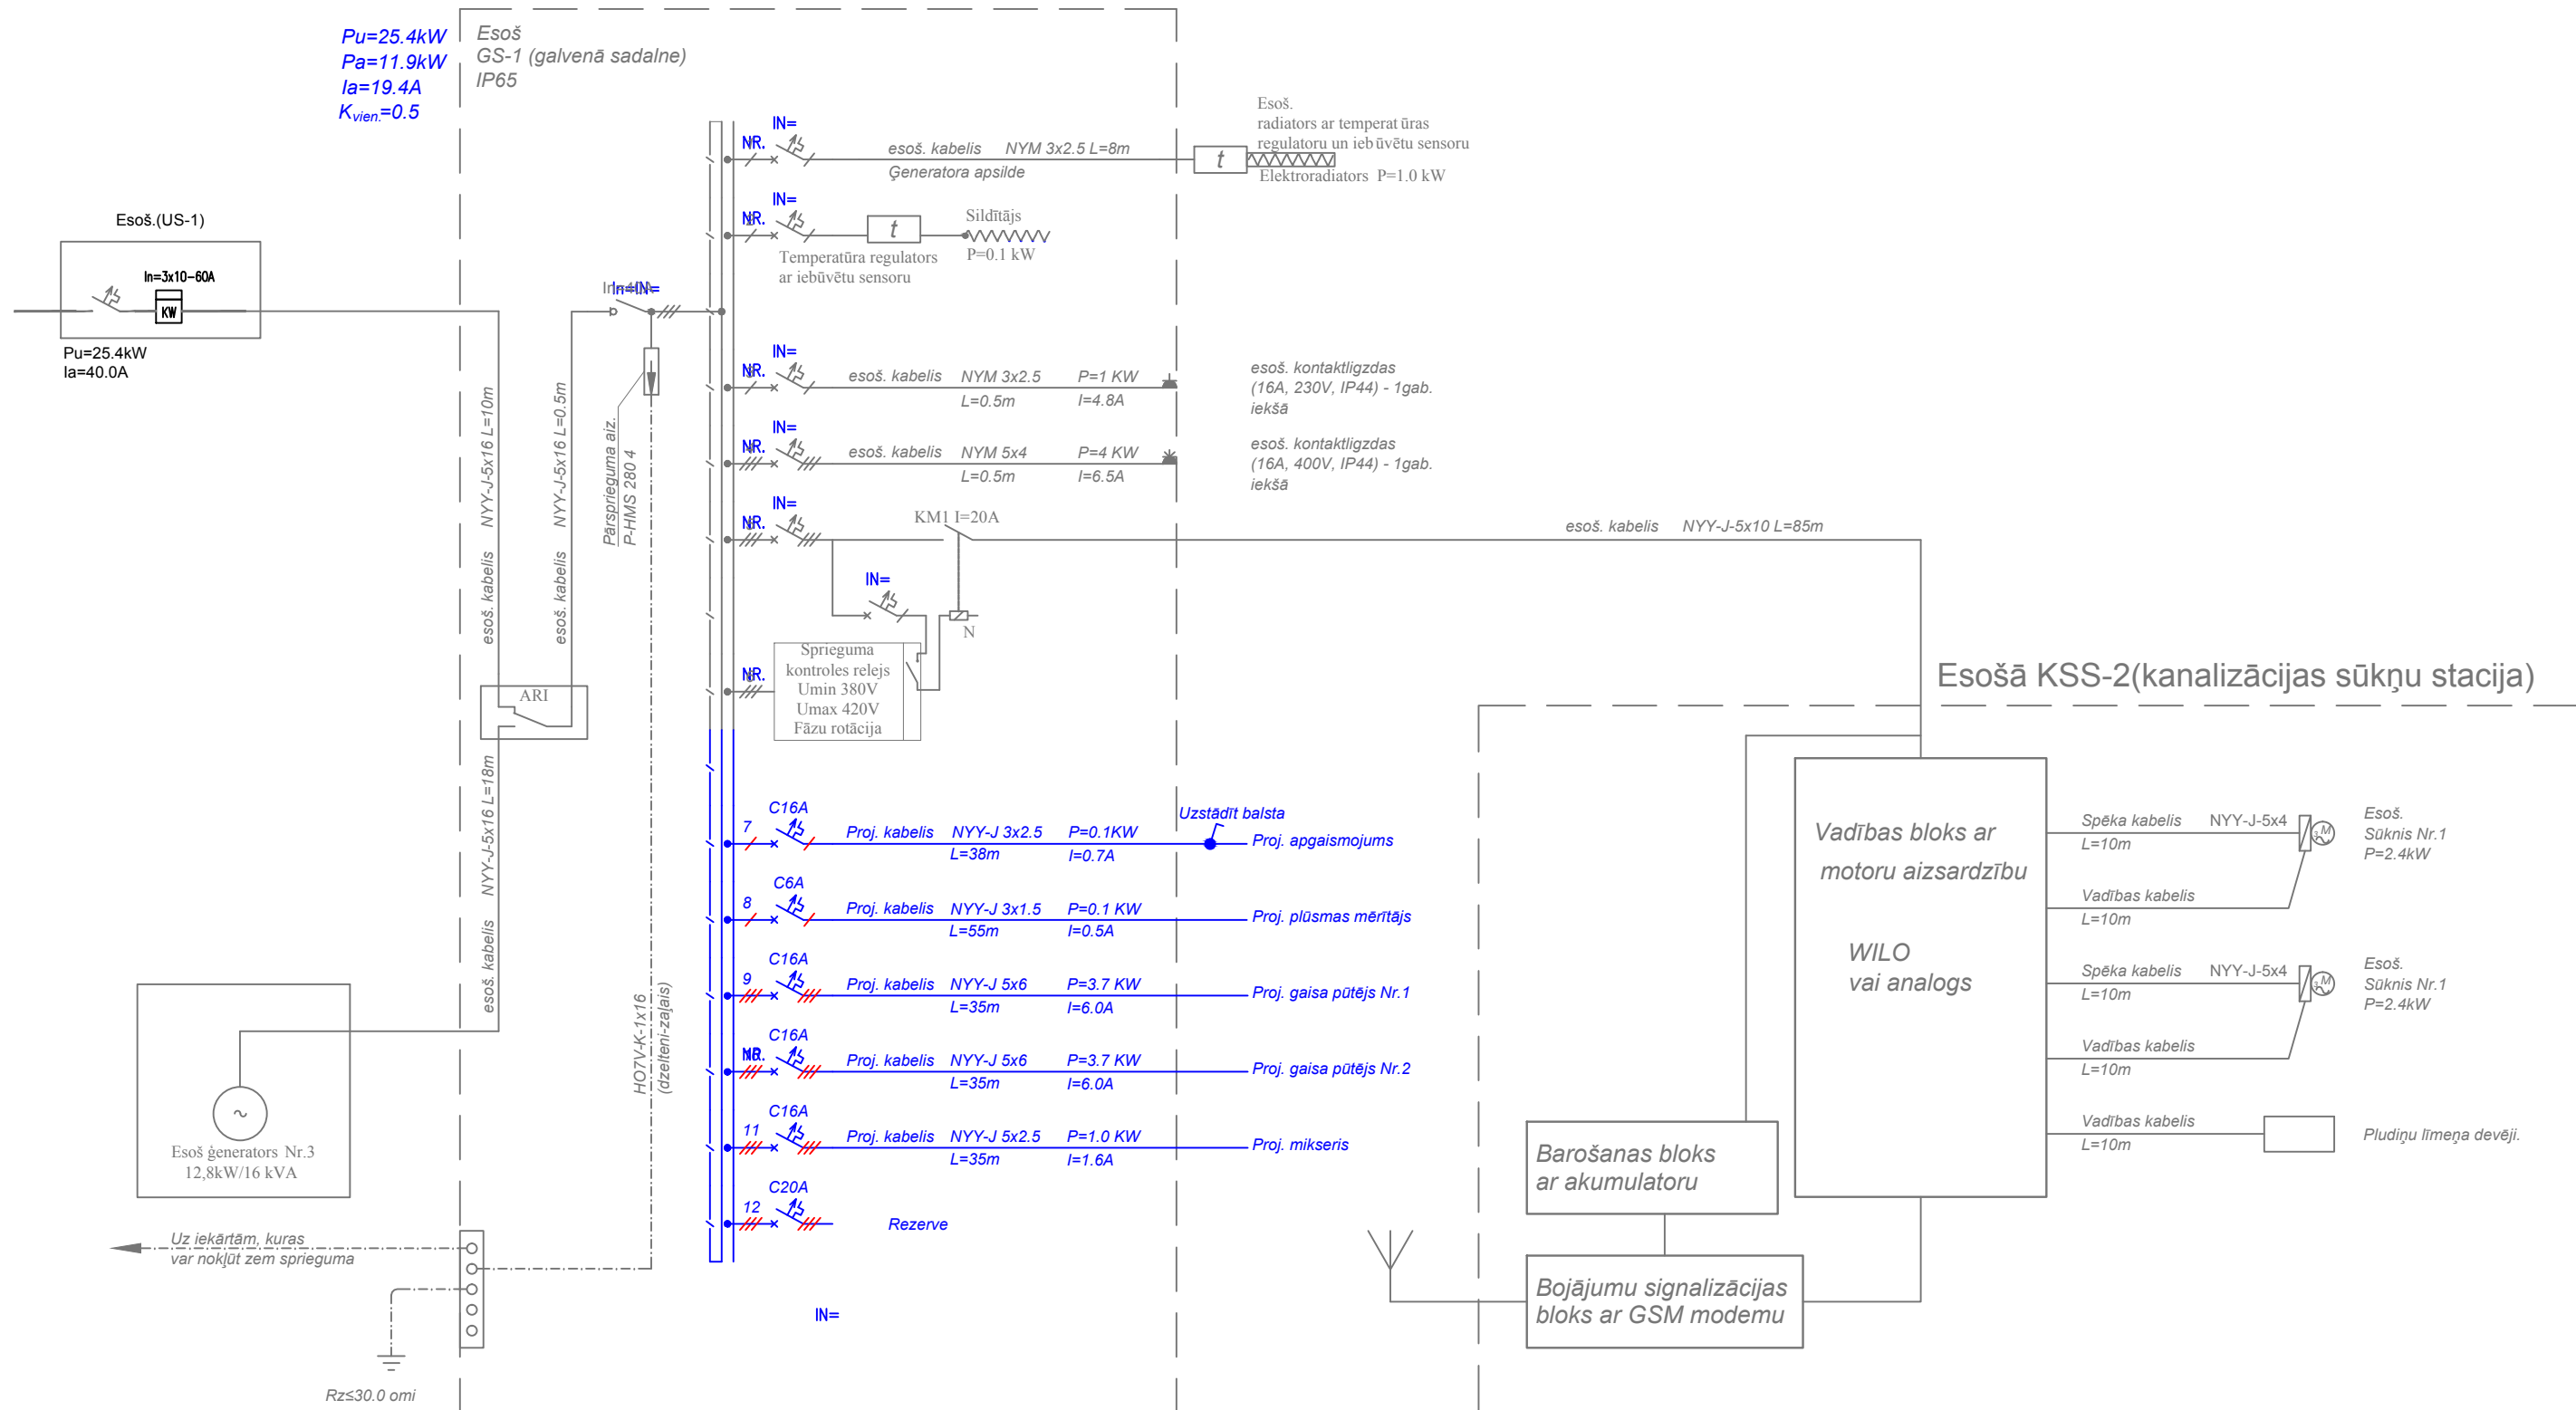 Pu=25.4kW
Pa=11.9kW
Ia=19.4A
Kvien.=0.5
Esoš
GS-1 (galvenā sadalne)
IP65
Esoš.(US-1)
In=3x10-60A
KW
Pu=25.4kW
Ia=40.0A
esoš. kabelis NYY-J-5x16 L=10m
esoš. kabelis NYY-J-5x16 L=0.5m
ARI
esoš. kabelis NYY-J-5x16 L=18m
Esoš ģenerators Nr.3
12,8kW/16 kVA
Uz iekārtām, kuras
var nokļūt zem sprieguma
Rz≤30.0 omi
Pārsprieguma aiz.
P-HMS 280 4
HO7V-K-1x16
(dzelteni-zaļais)
IN=
NR.
esoš. kabelis NYM 3x2.5 L=8m
Ģeneratora apsilde
t
Esoš.
radiators ar temperatūras
regulatoru un iebūvētu sensoru
Elektroradiators P=1.0 kW
IN=
NR.
t
Temperatūra regulators
ar iebūvētu sensoru
Sildītājs
P=0.1 kW
IN=
NR.
esoš. kabelis NYM 3x2.5 P=1 KW
L=0.5m I=4.8A
esoš. kontaktligzdas
(16A, 230V, IP44) - 1gab.
iekšā
IN=
NR.
esoš. kabelis NYM 5x4 P=4 KW
L=0.5m I=6.5A
esoš. kontaktligzdas
(16A, 400V, IP44) - 1gab.
iekšā
IN=
NR.
KM1 I=20A
esoš. kabelis NYY-J-5x10 L=85m
IN=
N
NR.
Sprieguma
kontroles relejs
Umin 380V
Umax 420V
Fāzu rotācija
7
C16A
Proj. kabelis NYY-J 3x2.5 P=0.1KW
L=38m I=0.7A
Uzstādīt balsta
Proj. apgaismojums
8
C6A
Proj. kabelis NYY-J 3x1.5 P=0.1 KW
L=55m I=0.5A
Proj. plūsmas mērītājs
9
C16A
Proj. kabelis NYY-J 5x6 P=3.7 KW
L=35m I=6.0A
Proj. gaisa pūtējs Nr.1
NR.
C16A
Proj. kabelis NYY-J 5x6 P=3.7 KW
L=35m I=6.0A
Proj. gaisa pūtējs Nr.2
11
C16A
Proj. kabelis NYY-J 5x2.5 P=1.0 KW
L=35m I=1.6A
Proj. mikseris
12
C20A
Rezerve
IN=
Esošā KSS-2(kanalizācijas sūkņu stacija)
Vadības bloks ar
motoru aizsardzību
WILO
vai analogs
Spēka kabelis NYY-J-5x4
L=10m
M
3
Esoš.
Sūknis Nr.1
P=2.4kW
Vadības kabelis
L=10m
Spēka kabelis NYY-J-5x4
L=10m
M
3
Esoš.
Sūknis Nr.1
P=2.4kW
Vadības kabelis
L=10m
Vadības kabelis
L=10m
Pludiņu līmeņa devēji.
Barošanas bloks
ar akumulatoru
Bojājumu signalizācijas
bloks ar GSM modemu